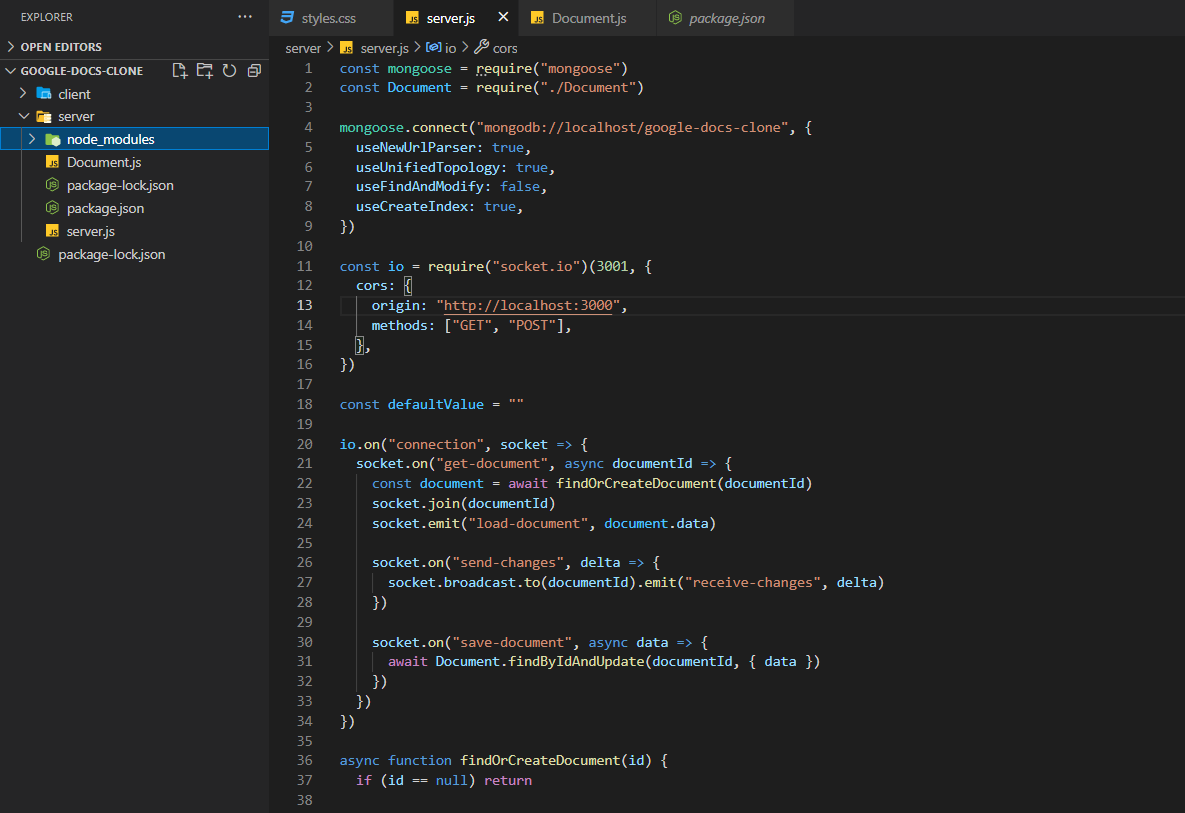 EXPLORER
OPEN EDITORS
GOOGLE-DOCS-CLONE
client
server
node_modules
Document.js
package-lock.json
package.json
server.js
package-lock.json
styles.css
server.js
Document.js
package.json
server > server.js > io > cors
1 const mongoose = require("mongoose")
2 const Document = require("./Document")
3
4 mongoose.connect("mongodb://localhost/google-docs-clone", {
5   useNewUrlParser: true,
6   useUnifiedTopology: true,
7   useFindAndModify: false,
8   useCreateIndex: true,
9 })
10
11 const io = require("socket.io")(3001, {
12   cors: {
13     origin: "http://localhost:3000",
14     methods: ["GET", "POST"],
15   },
16 })
17
18 const defaultValue = ""
19
20 io.on("connection", socket => {
21   socket.on("get-document", async documentId => {
22     const document = await findOrCreateDocument(documentId)
23     socket.join(documentId)
24     socket.emit("load-document", document.data)
25
26     socket.on("send-changes", delta => {
27       socket.broadcast.to(documentId).emit("receive-changes", delta)
28     })
29
30     socket.on("save-document", async data => {
31       await Document.findByIdAndUpdate(documentId, { data })
32     })
33   })
34 })
35
36 async function findOrCreateDocument(id) {
37   if (id == null) return
38